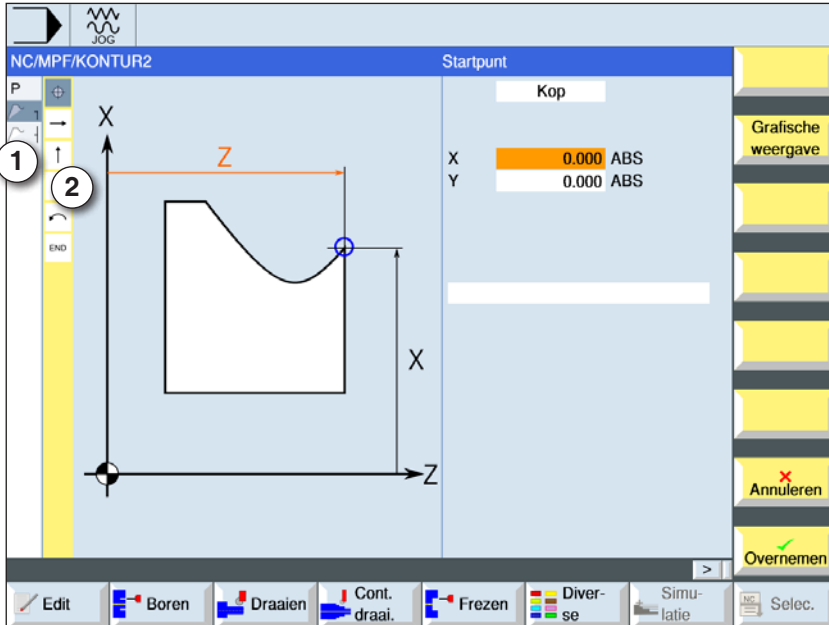 JOG
NC/MPF/KONTUR2
Startpunt
P
Kop
X
Z
X 0.000 ABS
Y 0.000 ABS
Grafische
weergave
1
2
END
X
Z
Annuleren
Overnemen
>
Edit
Boren
Draaien
Cont.
draai.
Frezen
Diver-
se
Simu-
latie
NC
Selec.